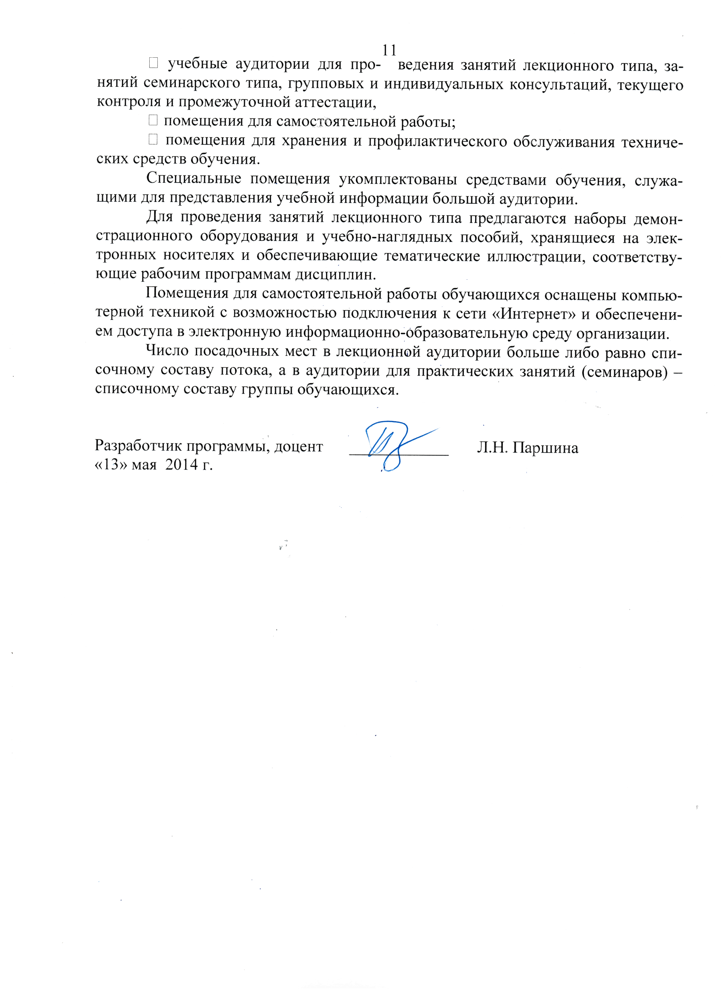 11
□ учебные аудитории для про- ведения занятий лекционного типа, за-
нятий семинарского типа, групповых и индивидуальных консультаций, текущего
контроля и промежуточной аттестации,
□ помещения для самостоятельной работы;
□ помещения для хранения и профилактического обслуживания техниче-
ских средств обучения.
Специальные помещения укомплектованы средствами обучения, служа-
щими для представления учебной информации большой аудитории.
Для проведения занятий лекционного типа предлагаются наборы демон-
страционного оборудования и учебно-наглядных пособий, хранящиеся на элек-
тронных носителях и обеспечивающие тематические иллюстрации, соответству-
ющие рабочим программам дисциплин.
Помещения для самостоятельной работы обучающихся оснащены компью-
терной техникой с возможностью подключения к сети «Интернет» и обеспечени-
ем доступа в электронную информационно-образовательную среду организации.
Число посадочных мест в лекционной аудитории больше либо равно спи-
сочному составу потока, а в аудитории для практических занятий (семинаров) –
списочному составу группы обучающихся.
Разработчик программы, доцент ____________ Л.Н. Паршина
«13» мая 2014 г.